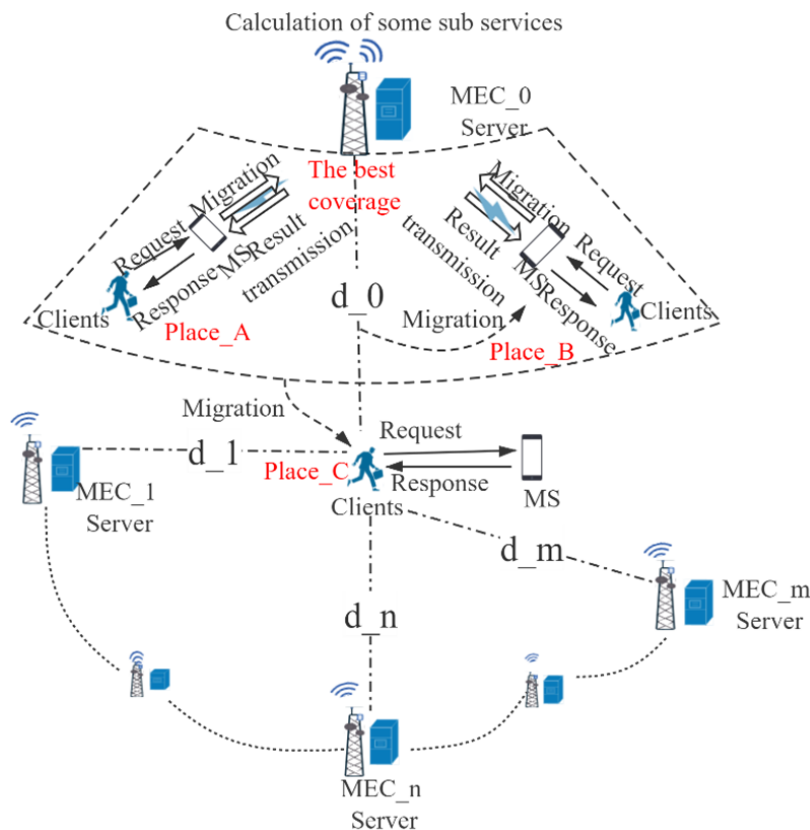 Calculation of some sub services
MEC_0
Server
The best
coverage
Migration
Request
MS
Result
Response
transmission
Clients
Place_A
d_0
Migration
Result
transmission
MS
Request
Response
Clients
Migration
Place_B
Migration
d_1
Place_C
Request
Response
Clients
MS
MEC_1
Server
d_m
d_n
MEC_m
Server
MEC_n
Server